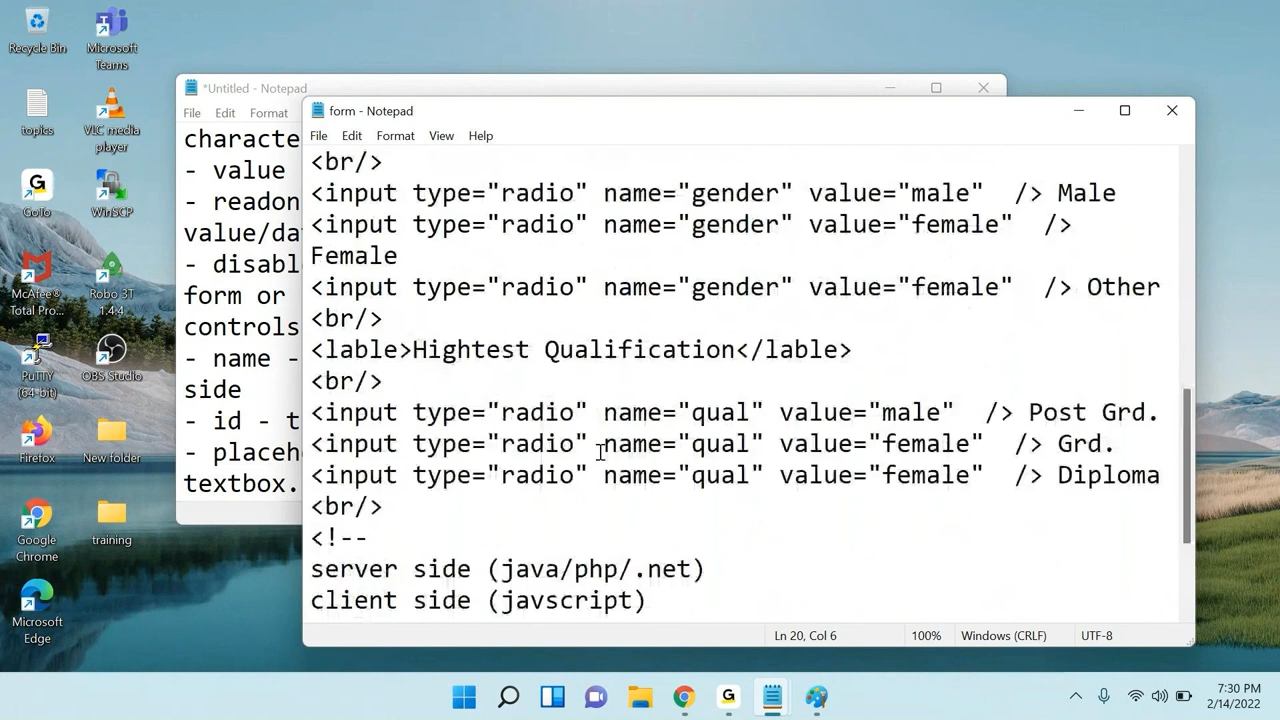 Recycle Bin
Microsoft
Teams
topics
VLC media
player
GoTo
WinSCP
McAfee®
Total Pro...
Robo 3T
1.4.4
PuTTY
(64-bit)
OBS Studio
Firefox
New folder
Google
Chrome
training
Microsoft
Edge
*Untitled - Notepad
File Edit Format
characte
- value
- readon
value/da
- disabl
form or
controls
- name -
side
- id - t
- placeh
textbox.
form - Notepad
File Edit Format View Help
<br/>
<input type="radio" name="gender" value="male"  /> Male
<input type="radio" name="gender" value="female"  />
Female
<input type="radio" name="gender" value="female"  /> Other
<br/>
<lable>Hightest Qualification</lable>
<br/>
<input type="radio" name="qual" value="male"  /> Post Grd.
<input type="radio" name="qual" value="female"  /> Grd.
<input type="radio" name="qual" value="female"  /> Diploma
<br/>
<!--
server side (java/php/.net)
client side (javscript)
Ln 20, Col 6 100% Windows (CRLF) UTF-8
7:30 PM
2/14/2022